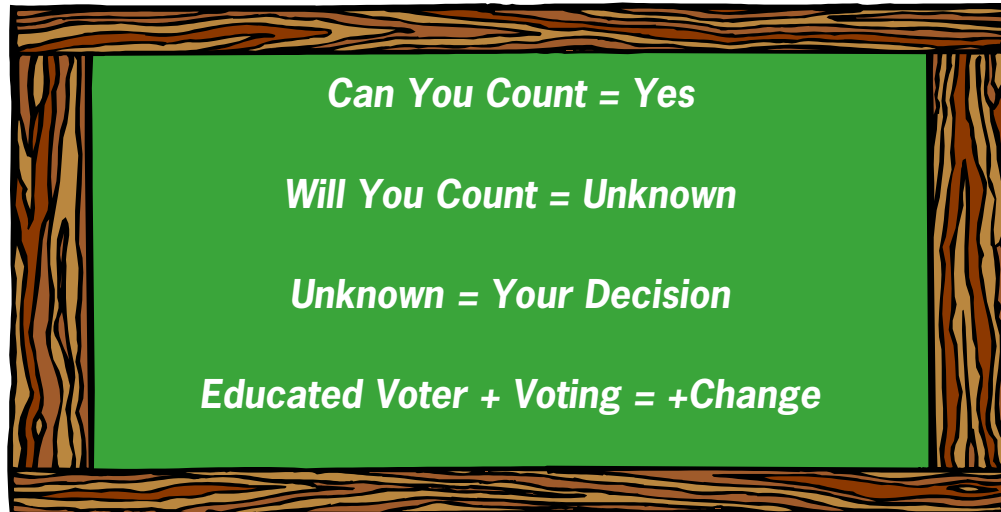 Can You Count = Yes
Will You Count = Unknown
Unknown = Your Decision
Educated Voter + Voting = +Change